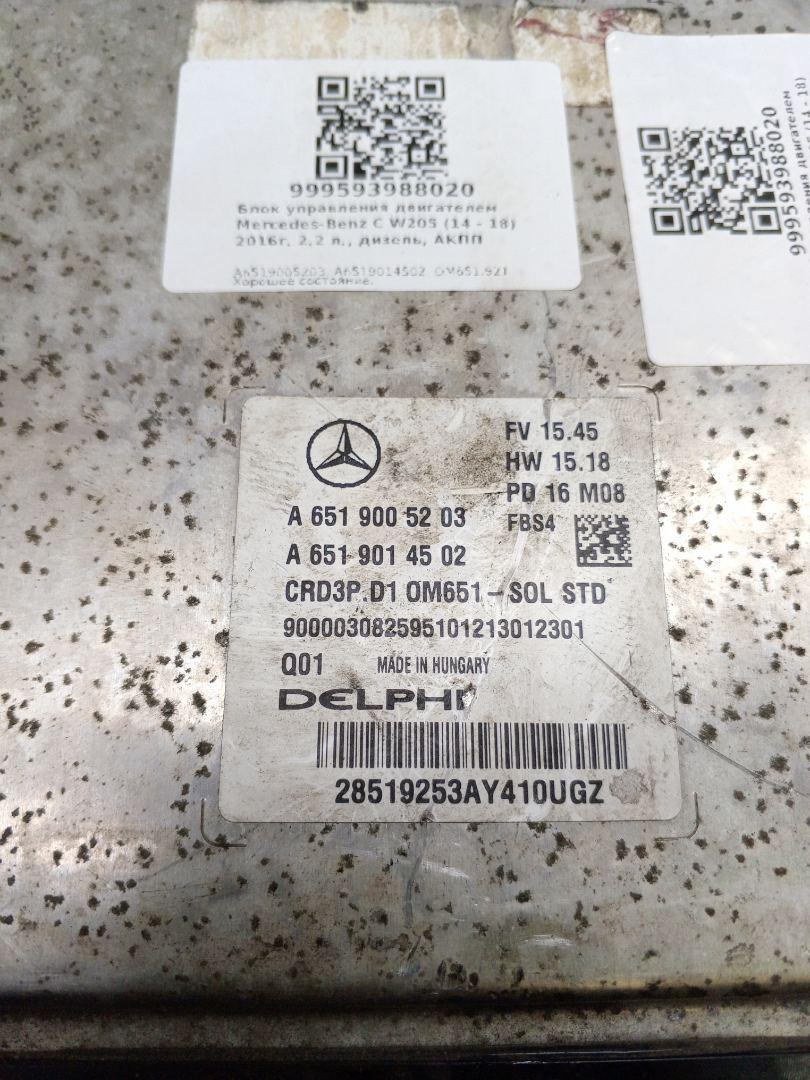 999593988020
Блок управления двигателем
Mercedes-Benz C W205 (14 - 18)
2016г. 2.2 л., дизель, АКПП
A6519005203, A6519014502, OM651.921
Хорошее состояние.
999593988020
двигателем
FV 15.45
HW 15.18
PD 16 M08
FBS4
A 651 900 52 03
A 651 901 45 02
CRD3P.D1 OM651 – SOL STD
900003082595101213012301
Q01 MADE IN HUNGARY
DELPHI
28519253AY410UGZ